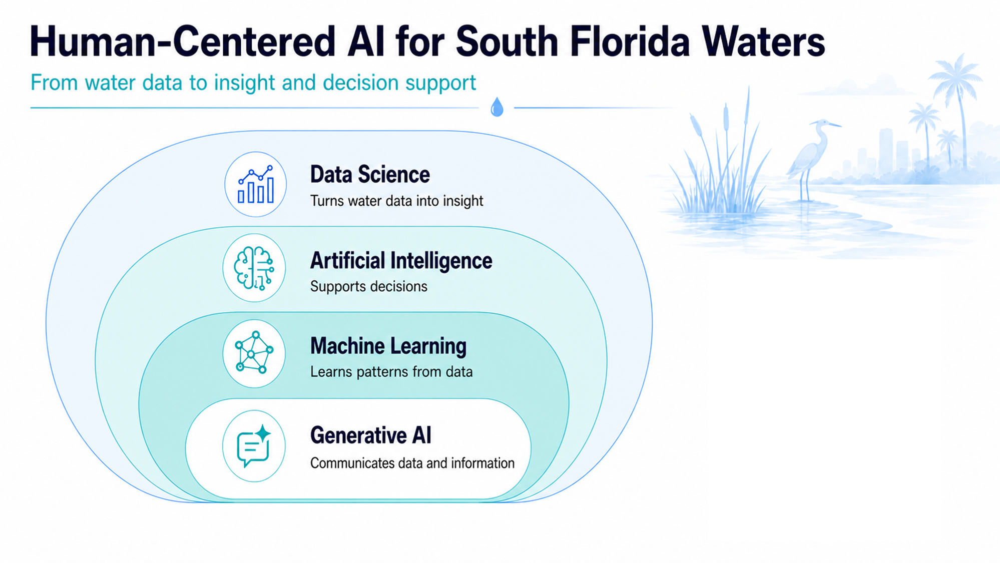 Human-Centered AI for South Florida Waters
From water data to insight and decision support
Data Science
Turns water data into insight
Artificial Intelligence
Supports decisions
Machine Learning
Learns patterns from data
Generative AI
Communicates data and information